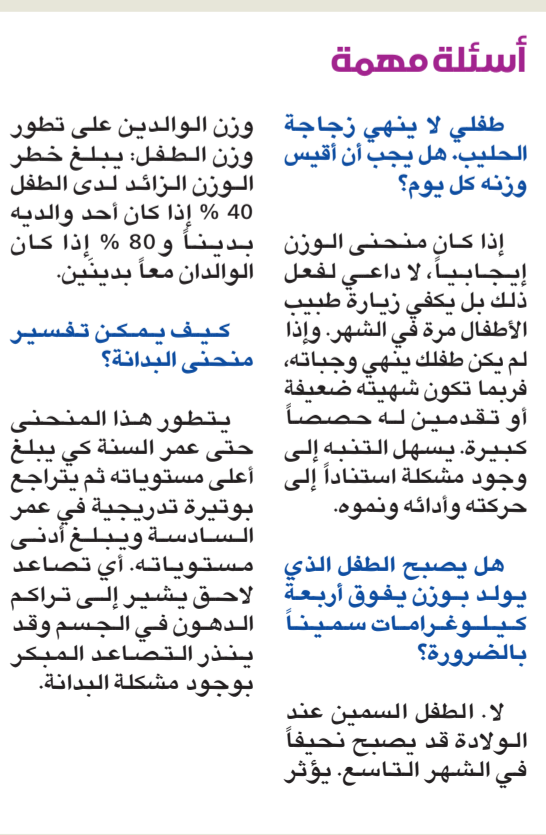 أسئلة مهمة
طفلي لا ينهي زجاجة
الحليب. هل يجب أن أقيس
وزنه كل يوم؟
إذا كان منحنى الوزن
إيجابياً، لا داعي لفعل
ذلك بل يكفي زيارة طبيب
الأطفال مرة في الشهر. وإذا
لم يكن طفلك ينهي وجباته،
فربما تكون شهيته ضعيفة
أو تقدمين له حصصاً
كبيرة. يسهل التنبه إلى
وجود مشكلة استناداً إلى
حركته وأدائه ونموه.
هل يصبح الطفل الذي
يولد بوزن يفوق أربعة
كيلوغرامات سميناً
بالضرورة؟
لا. الطفل السمين عند
الولادة قد يصبح نحيفاً
في الشهر التاسع. يؤثر
وزن الوالدين على تطور
وزن الطفل: يبلغ خطر
الوزن الزائد لدى الطفل
40 % إذا كان أحد والديه
بديناً و80 % إذا كان
الوالدان معاً بدينَين.
كيف يمكن تفسير
منحنى البدانة؟
يتطور هذا المنحنى
حتى عمر السنة كي يبلغ
أعلى مستوياته ثم يتراجع
بوتيرة تدريجية في عمر
السادسة ويبلغ أدنى
مستوياته. أي تصاعد
لاحق يشير إلى تراكم
الدهون في الجسم وقد
ينذر التصاعد المبكر
بوجود مشكلة البدانة.